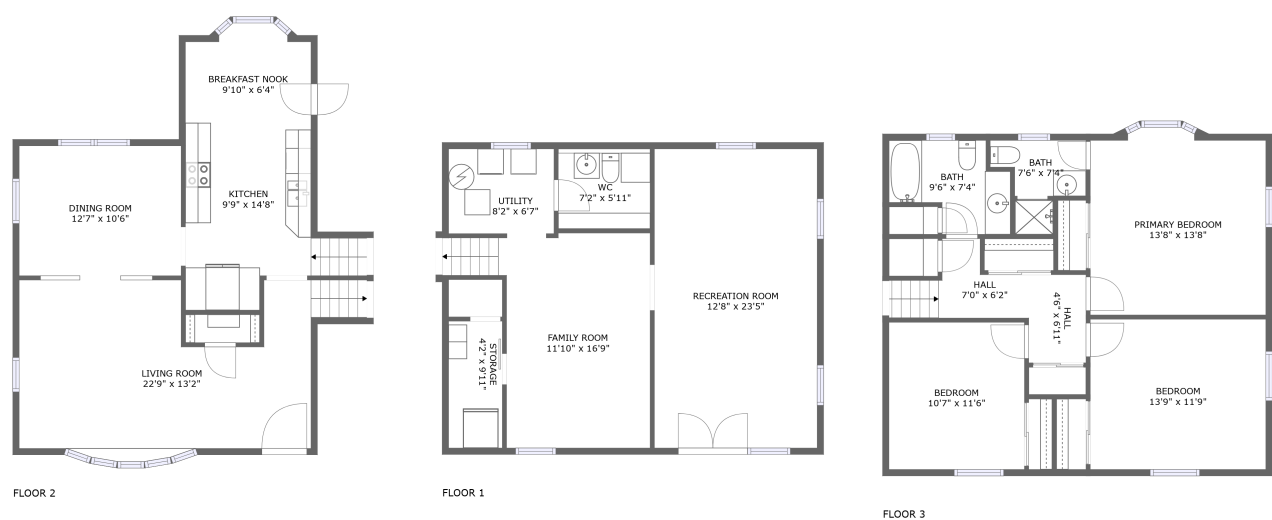 BREAKFAST NOOK
9'10" x 6'4"
KITCHEN
9'9" x 14'8"
DINING ROOM
12'7" x 10'6"
LIVING ROOM
22'9" x 13'2"
FLOOR 2
UTILITY
8'2" x 6'7"
WC
7'2" x 5'11"
RECREATION ROOM
12'8" x 23'5"
FAMILY ROOM
11'10" x 16'9"
STORAGE
4'2" x 9'11"
FLOOR 1
BATH
9'6" x 7'4"
BATH
7'6" x 7'4"
PRIMARY BEDROOM
13'8" x 13'8"
HALL
7'0" x 6'2"
HALL
4'6" x 6'11"
BEDROOM
10'7" x 11'6"
BEDROOM
13'9" x 11'9"
FLOOR 3